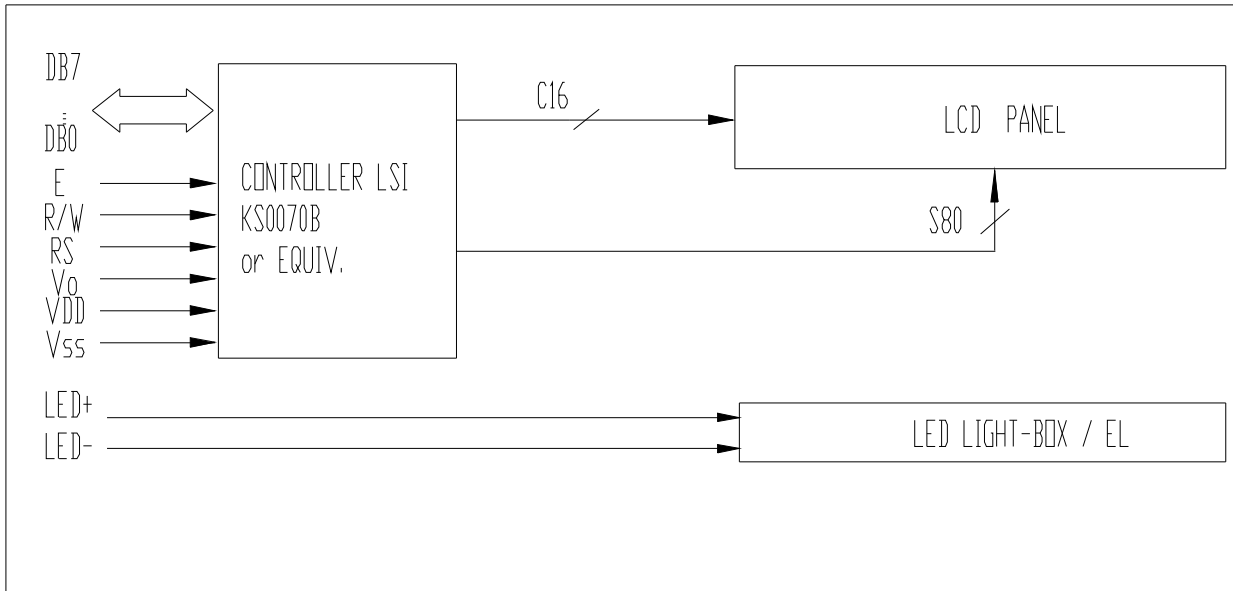 DB7
⋮
DB0
E
R/W
RS
Vo
VDD
Vss
LED+
LED-
CONTROLLER LSI
KS0070B
or EQUIV.
C16
S80
LCD PANEL
LED LIGHT-BOX / EL